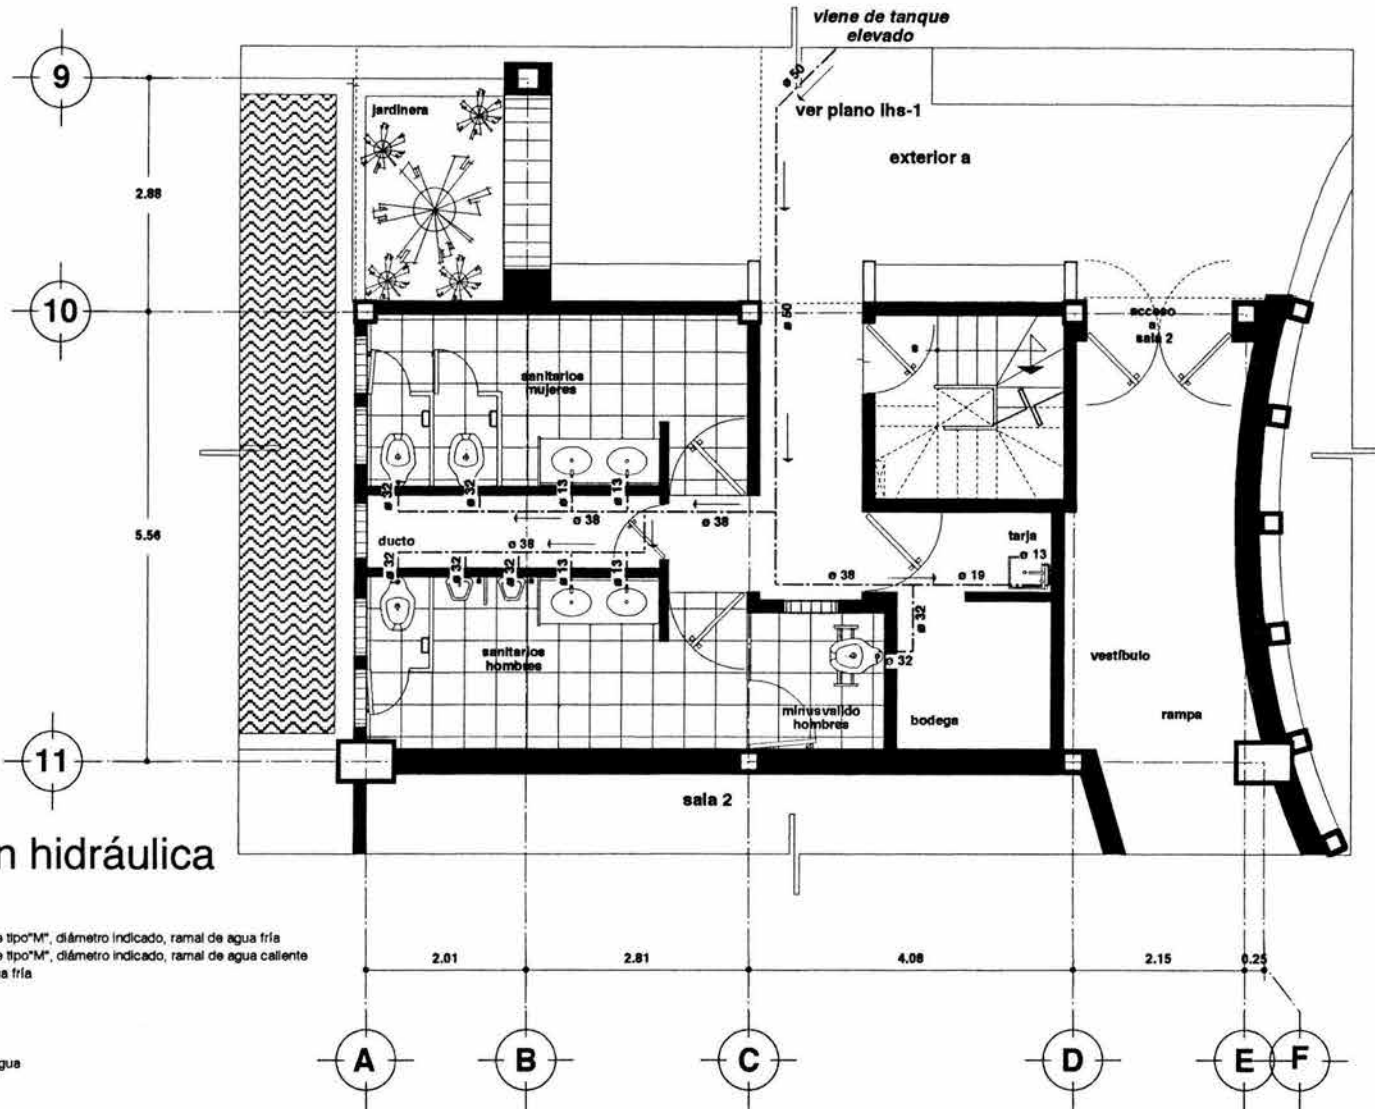 viene de tanque
elevado
9
ø 50
jardinera
ver plano Ihs-1
exterior a
2.88
10
ø 50
acceso
a
sala 2
s
sanitarios
mujeres
ø 32
ø 32
ø 13
ø 13
ø 38
ø 38
5.56
ducto
ø 38
tarja
ø 13
ø 32
ø 32
ø 32
ø 13
ø 13
ø 38
ø 19
ø 32
sanitarios
hombres
ø 32
vestíbulo
minusvalido
hombres
bodega
rampa
11
sala 2
n hidráulica
e tipo"M", diámetro indicado, ramal de agua fría
e tipo"M", diámetro indicado, ramal de agua caliente
ua fría
2.01
2.81
4.08
2.15
0.25
gua
A
B
C
D
E
F